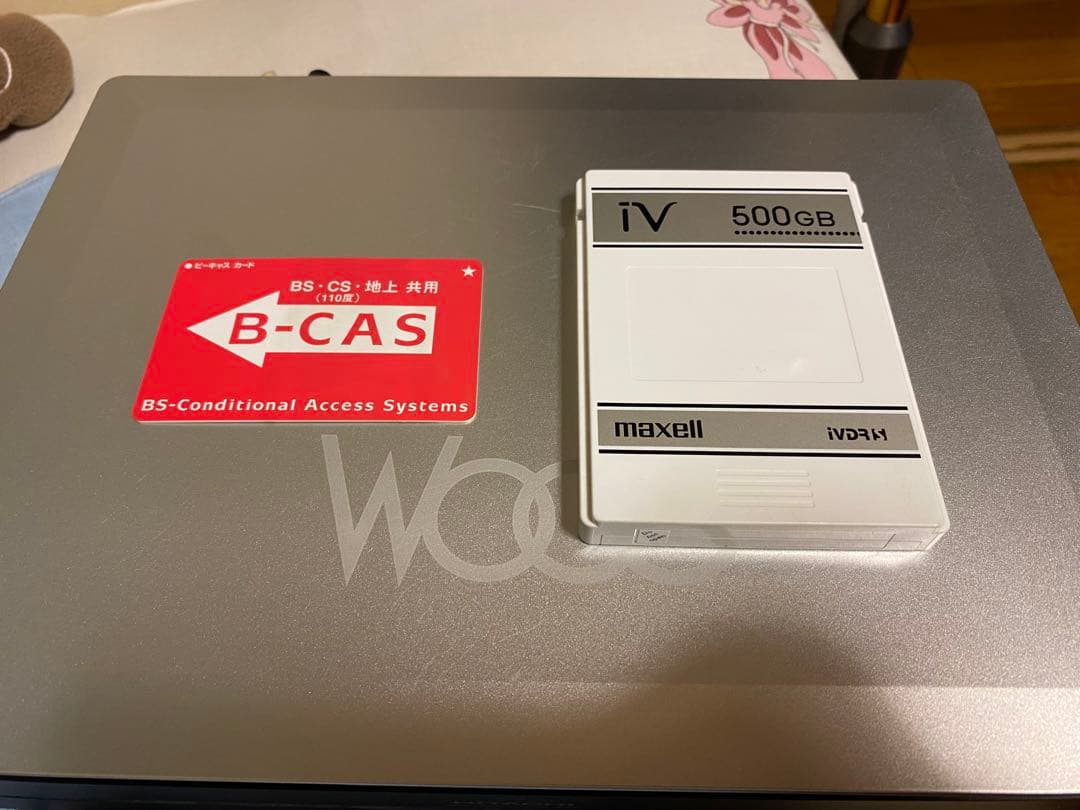 ビーキャス カード
★
BS・CS・地上 共用
(110度)
B-CAS
BS-Conditional Access Systems
iV
500GB
maxell
iVDR S
Woo